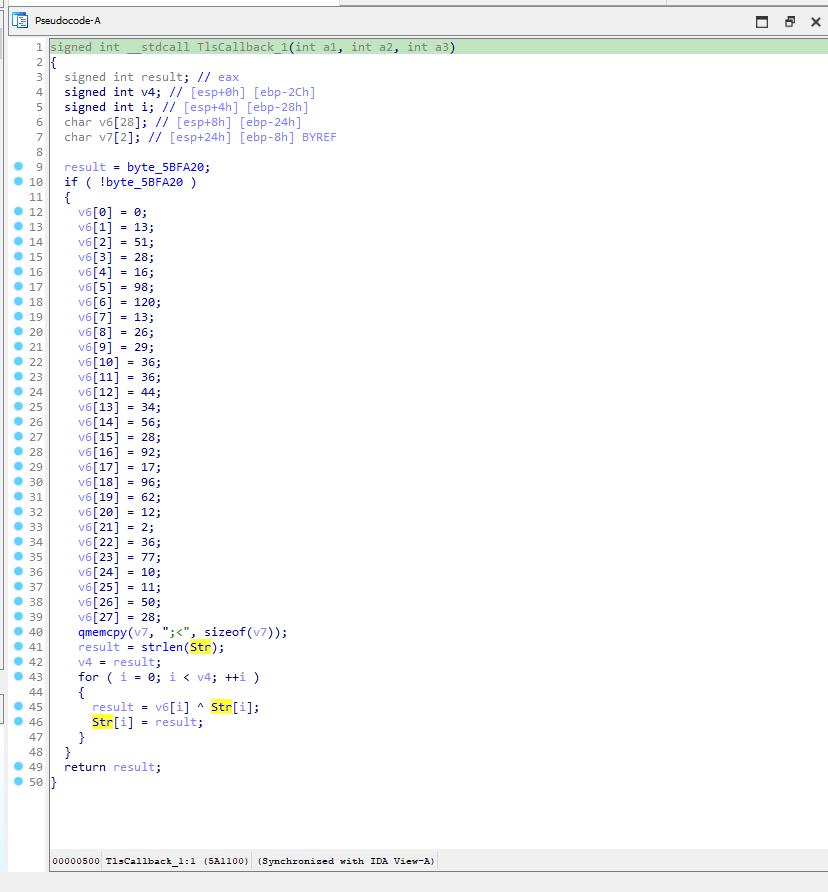 Pseudocode-A
1 signed int __stdcall TlsCallback_1(int a1, int a2, int a3)
2 {
3 signed int result; // eax
4 signed int v4; // [esp+0h] [ebp-2Ch]
5 signed int i; // [esp+4h] [ebp-28h]
6 char v6[28]; // [esp+8h] [ebp-24h]
7 char v7[2]; // [esp+24h] [ebp-8h] BYREF
8
9 result = byte_5BFA20;
10 if ( !byte_5BFA20 )
11 {
12 v6[0] = 0;
13 v6[1] = 13;
14 v6[2] = 51;
15 v6[3] = 28;
16 v6[4] = 16;
17 v6[5] = 98;
18 v6[6] = 120;
19 v6[7] = 13;
20 v6[8] = 26;
21 v6[9] = 29;
22 v6[10] = 36;
23 v6[11] = 36;
24 v6[12] = 44;
25 v6[13] = 34;
26 v6[14] = 56;
27 v6[15] = 28;
28 v6[16] = 92;
29 v6[17] = 17;
30 v6[18] = 96;
31 v6[19] = 62;
32 v6[20] = 12;
33 v6[21] = 2;
34 v6[22] = 36;
35 v6[23] = 77;
36 v6[24] = 10;
37 v6[25] = 11;
38 v6[26] = 50;
39 v6[27] = 28;
40 qmemcpy(v7, ";<", sizeof(v7));
41 result = strlen(Str);
42 v4 = result;
43 for ( i = 0; i < v4; ++i )
44 {
45 result = v6[i] ^ Str[i];
46 Str[i] = result;
47 }
48 }
49 return result;
50 }
00000500 TlsCallback_1:1 (5A1100) (Synchronized with IDA View-A)